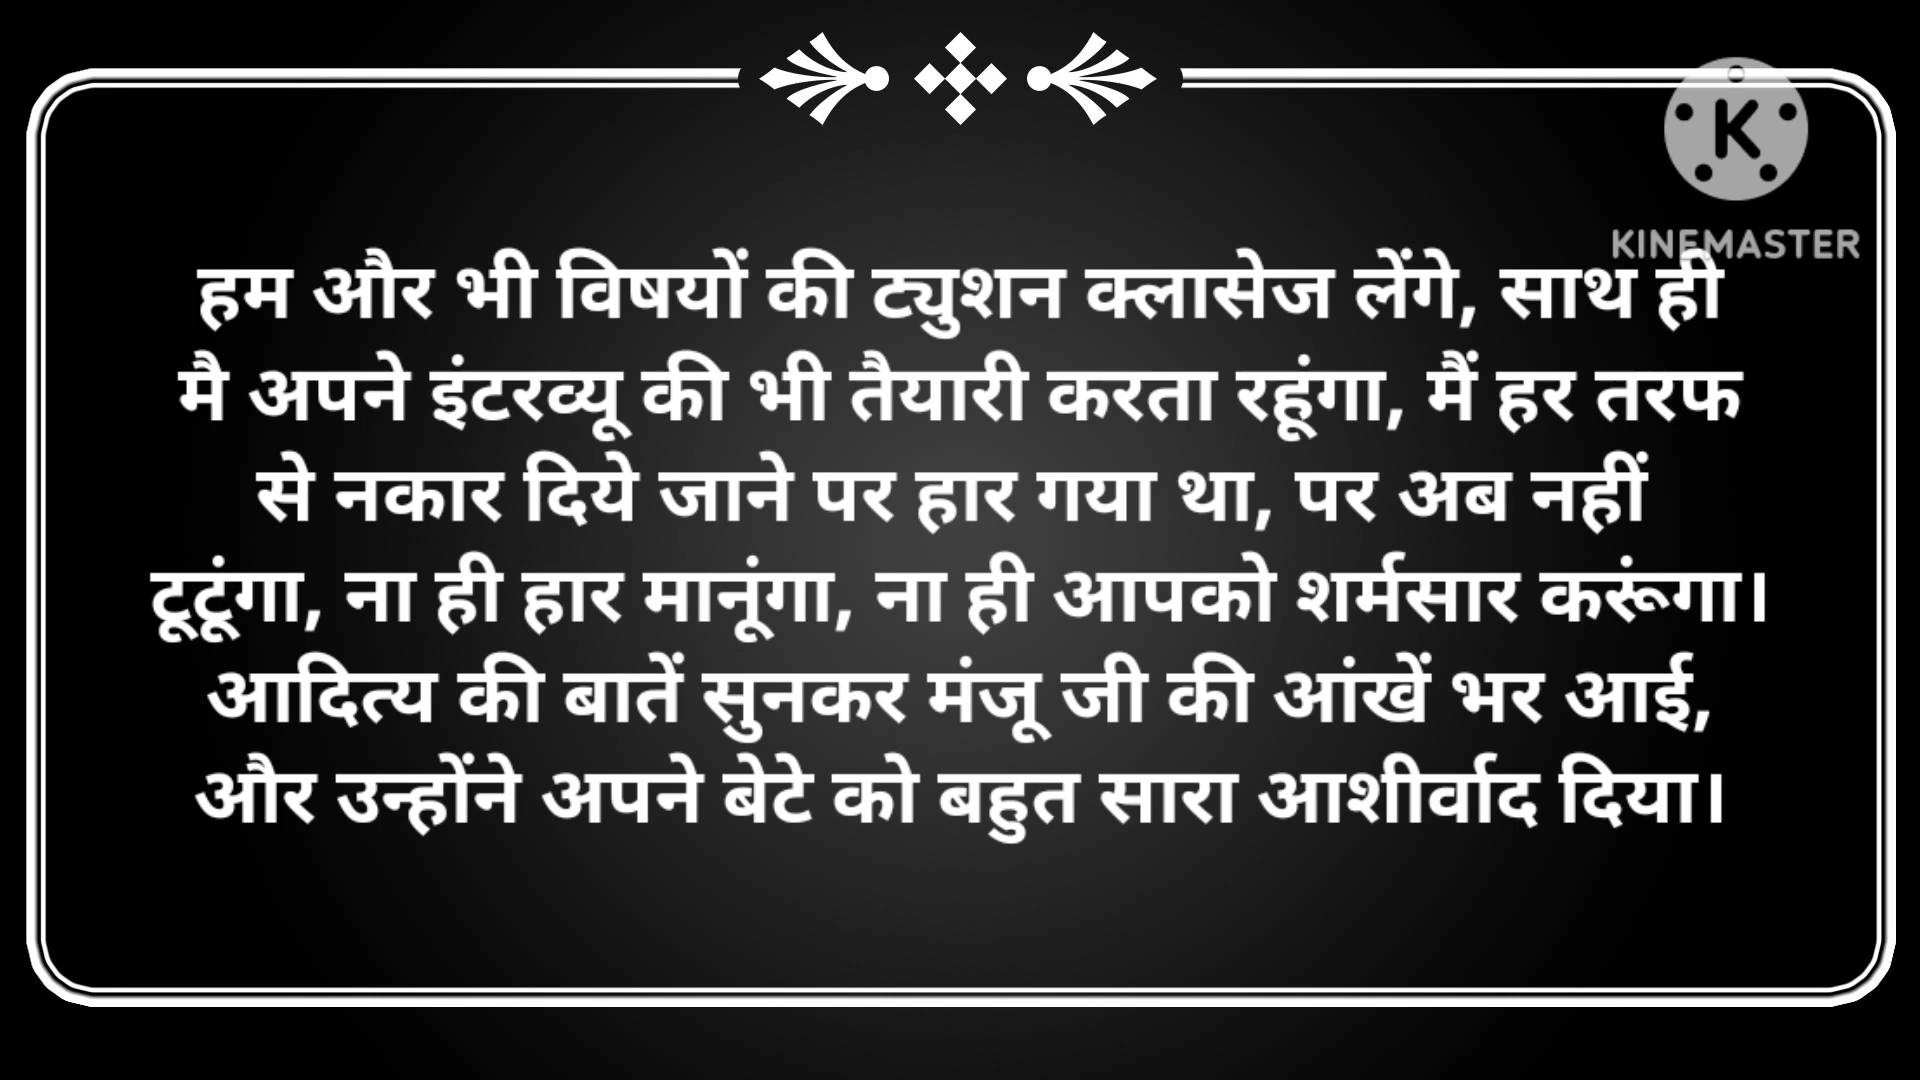 KINEMASTER
हम और भी विषयों की ट्युशन क्लासेज लेंगे, साथ ही
मै अपने इंटरव्यू की भी तैयारी करता रहूंगा, मैं हर तरफ
से नकार दिये जाने पर हार गया था, पर अब नहीं
टूटूंगा, ना ही हार मानूंगा, ना ही आपको शर्मसार करूंगा।
आदित्य की बातें सुनकर मंजू जी की आंखें भर आई,
और उन्होंने अपने बेटे को बहुत सारा आशीर्वाद दिया।